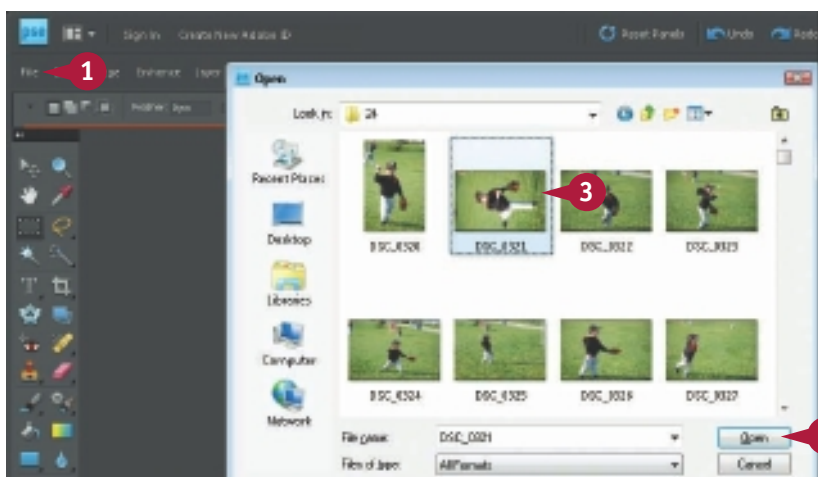 pse Sign In Create New Adobe ID Reset Panels Undo Redo
File Enhance Layer
1
Open
Look in: 24
Recent Places
Desktop
Libraries
Computer
Network
3
DSC_0320 DSC_0321 DSC_0322 DSC_0323
DSC_0324 DSC_0325 DSC_0326 DSC_0327
File name: DSC_0321 Open
Files of type: All Formats Cancel